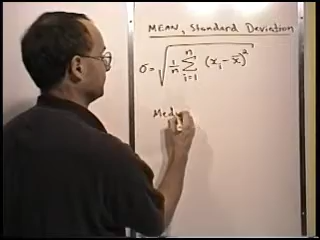 MEAN, Standard Deviation
σ = √(1/n ∑_{i=1}^{n} (x_i - x̄)²)
Med